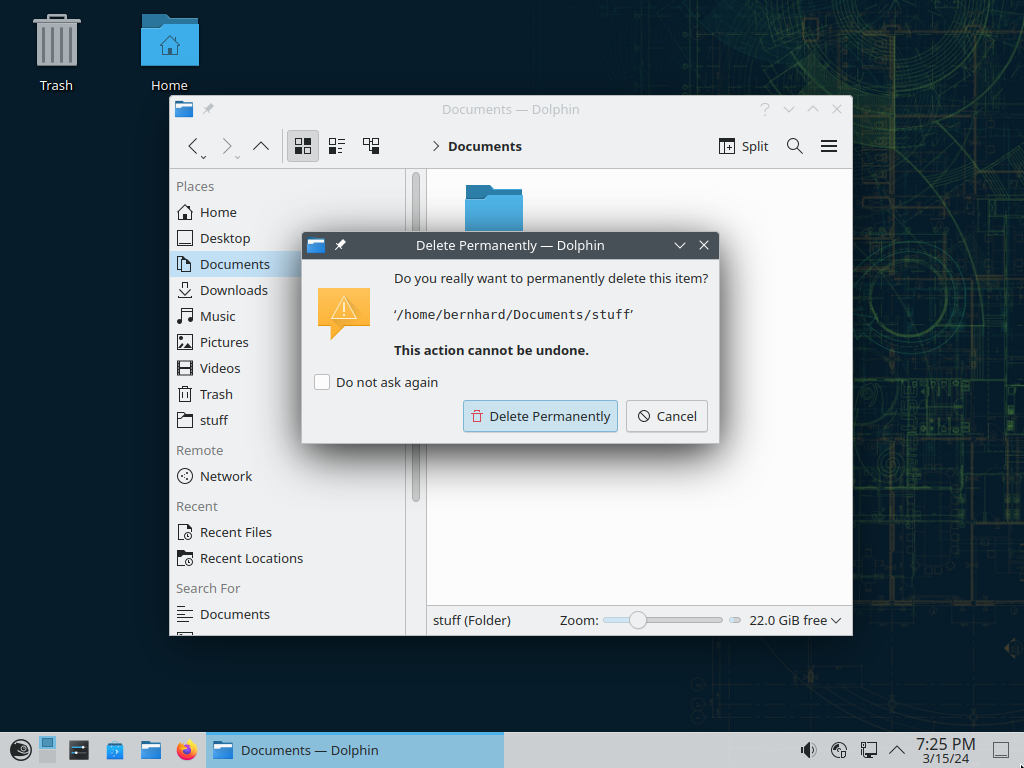 Trash
Home
Documents — Dolphin
Documents
Split
Places
Home
Desktop
Documents
Downloads
Music
Pictures
Videos
Trash
stuff
Remote
Network
Recent
Recent Files
Recent Locations
Search For
Documents
Delete Permanently — Dolphin
Do you really want to permanently delete this item?
‘/home/bernhard/Documents/stuff’
This action cannot be undone.
Do not ask again
Delete Permanently
Cancel
stuff (Folder)
Zoom:
22.0 GiB free
Documents — Dolphin
7:25 PM
3/15/24